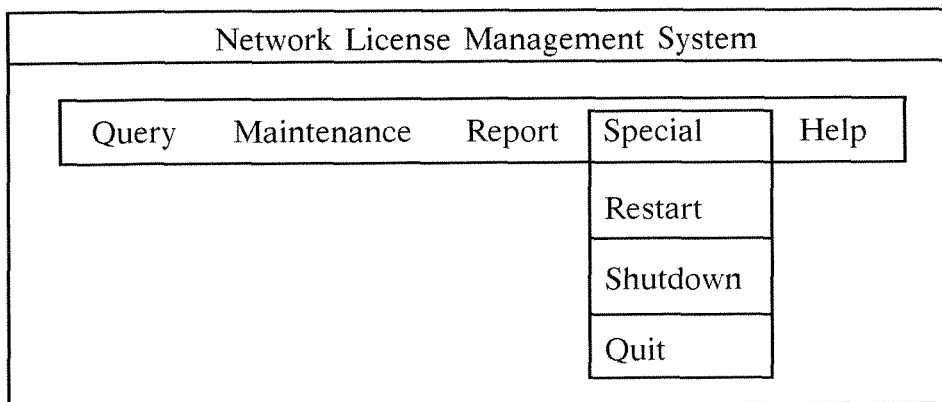 Network License Management System
Query Maintenance Report Special Help
Restart
Shutdown
Quit